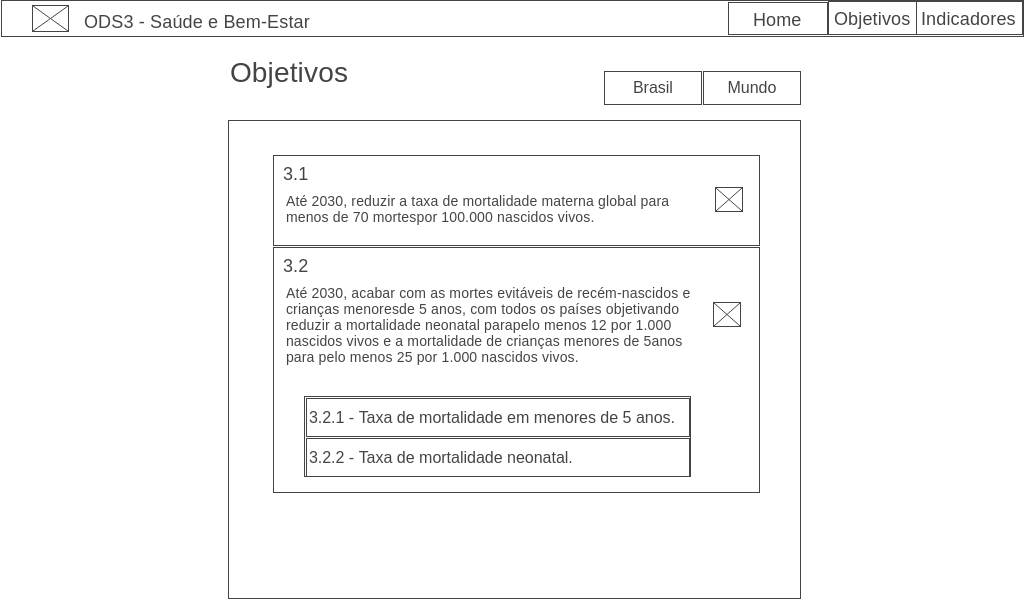 ODS3 - Saúde e Bem-Estar
Home
Objetivos
Indicadores
Objetivos
Brasil
Mundo
3.1
Até 2030, reduzir a taxa de mortalidade materna global para
menos de 70 mortespor 100.000 nascidos vivos.
3.2
Até 2030, acabar com as mortes evitáveis de recém-nascidos e
crianças menoresde 5 anos, com todos os países objetivando
reduzir a mortalidade neonatal parapelo menos 12 por 1.000
nascidos vivos e a mortalidade de crianças menores de 5anos
para pelo menos 25 por 1.000 nascidos vivos.
3.2.1 - Taxa de mortalidade em menores de 5 anos.
3.2.2 - Taxa de mortalidade neonatal.